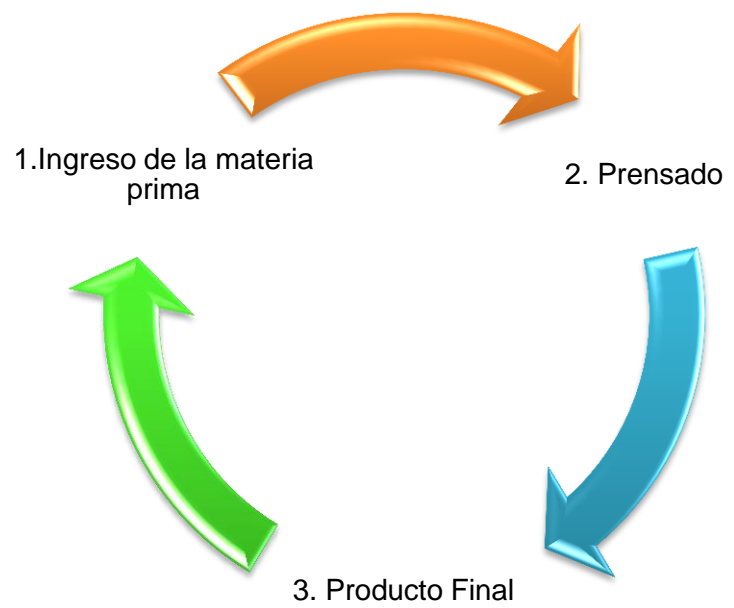 1.Ingreso de la materia
prima
2. Prensado
3. Producto Final